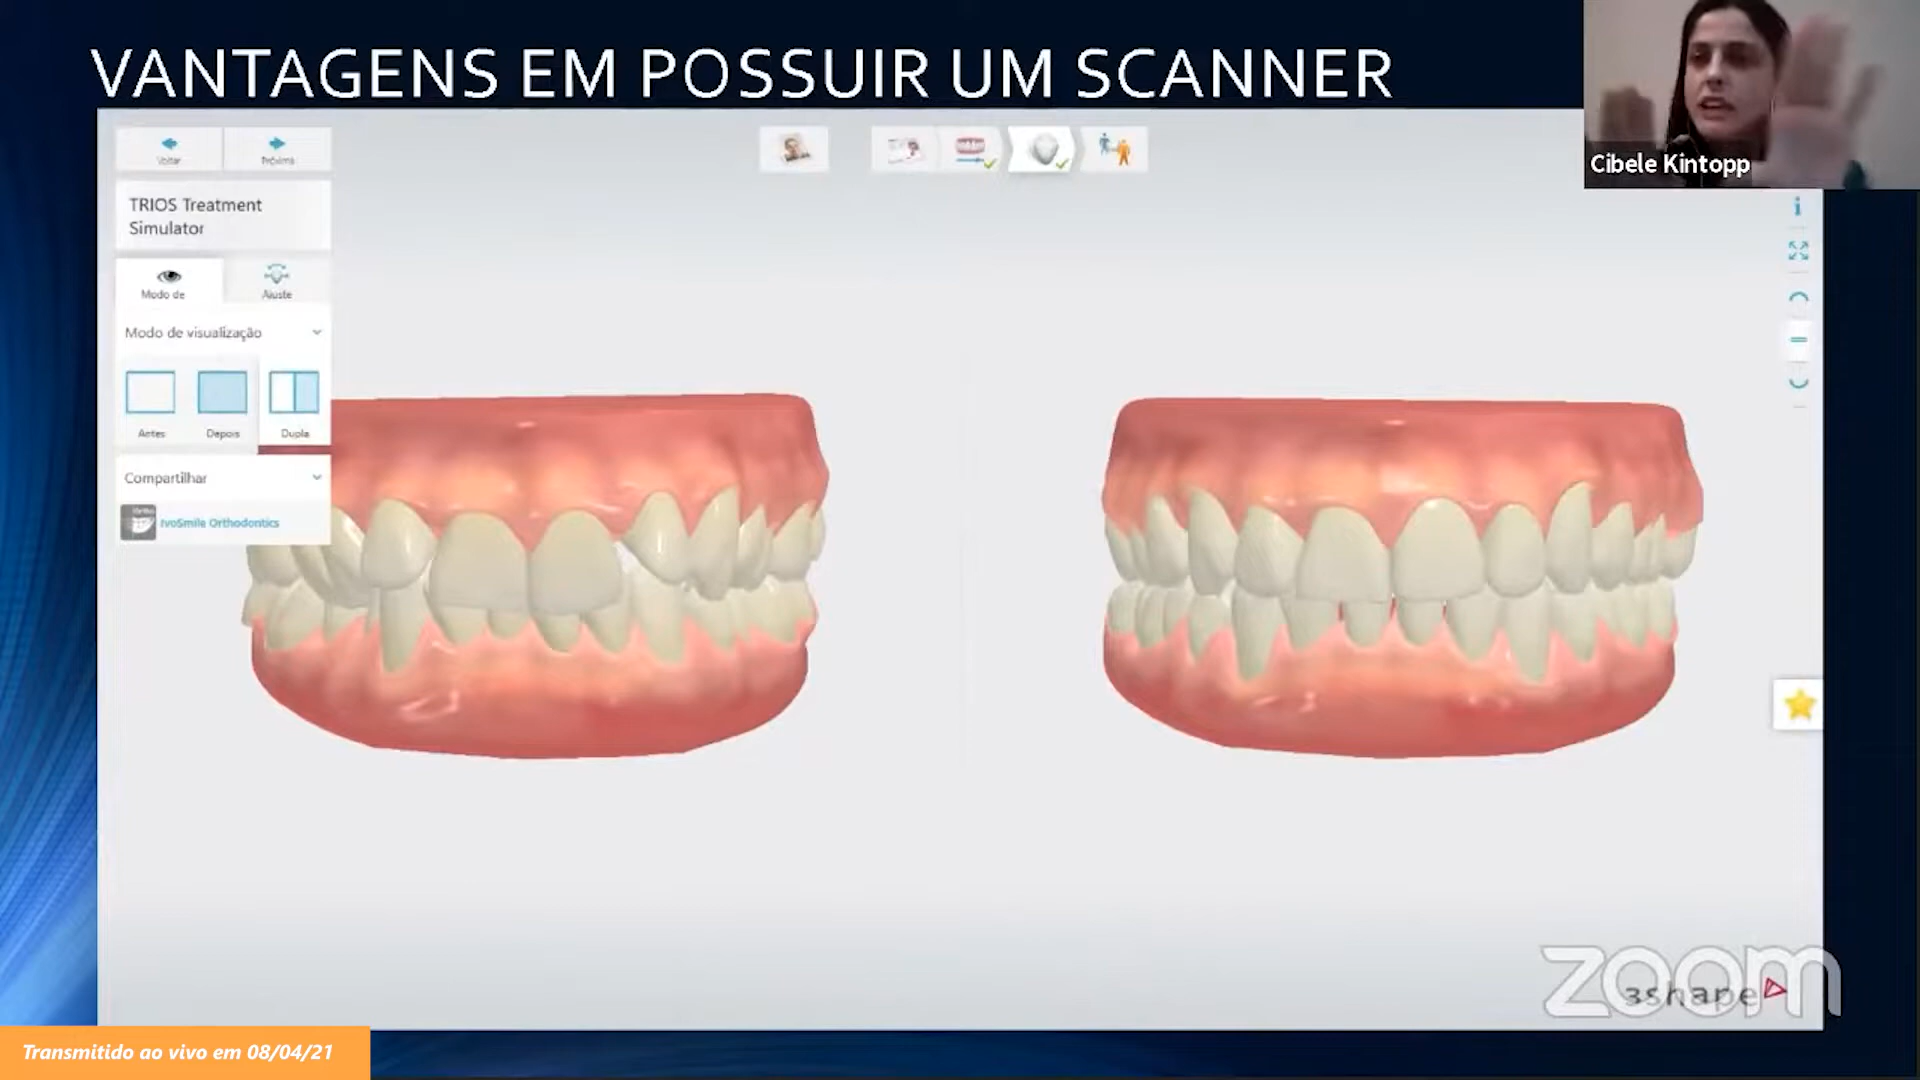 VANTAGENS EM POSSUIR UM SCANNER
Cibele Kintopp
Voltar
Próximo
TRIOS Treatment
Simulator
Modo de
Ajuste
Modo de visualização
Antes
Depois
Dupla
Compartilhar
IvoSmile Orthodontics
zoom
3shape
Transmitido ao vivo em 08/04/21